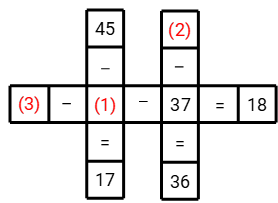 45 (2)
– –
(3) – (1) – 37 = 18
= =
17 36